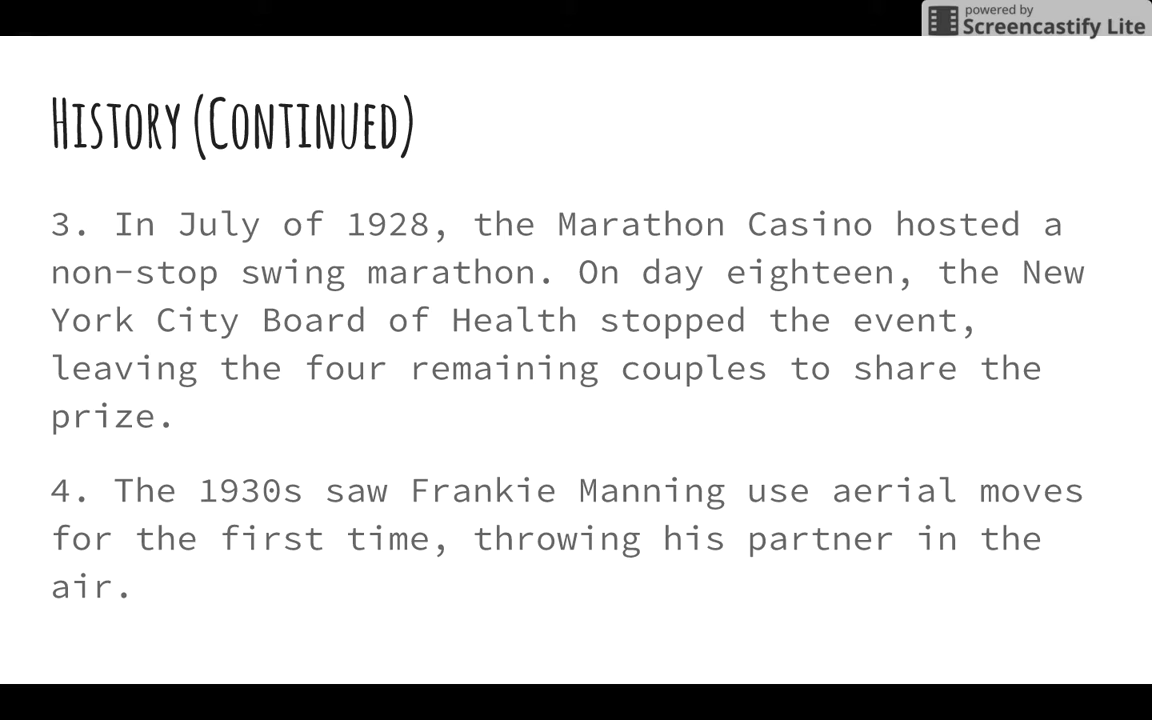 powered by
Screencastify Lite
History (Continued)
3. In July of 1928, the Marathon Casino hosted a
non-stop swing marathon. On day eighteen, the New
York City Board of Health stopped the event,
leaving the four remaining couples to share the
prize.
4. The 1930s saw Frankie Manning use aerial moves
for the first time, throwing his partner in the
air.